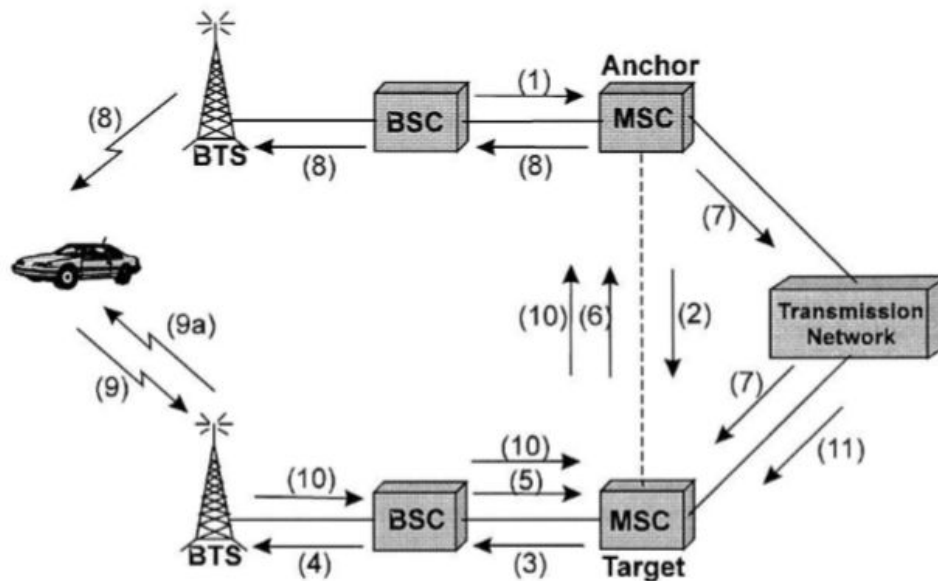 Anchor
(1)
(8)
BSC
MSC
BTS
(8)
(8)
(7)
(10)
(6)
(2)
Transmission
Network
(9a)
(9)
(7)
(11)
(10)
(10)
(5)
BSC
MSC
BTS
(4)
(3)
Target